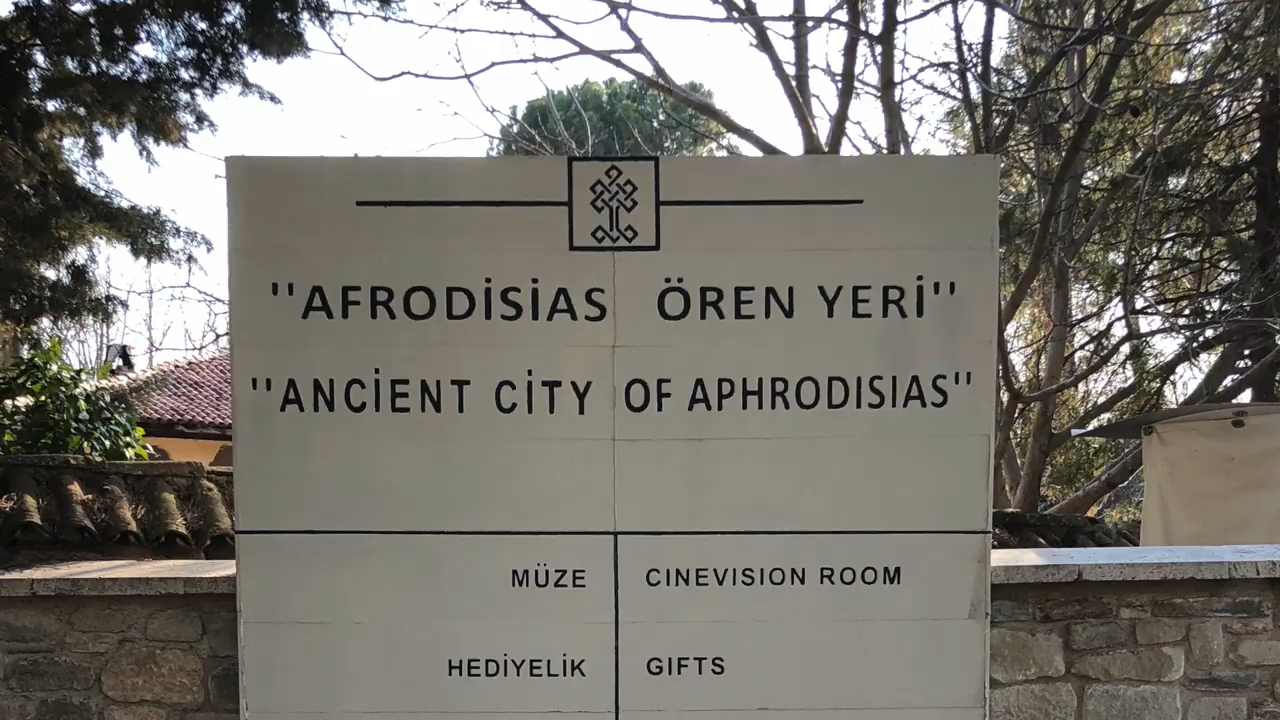 "AFRODİSİAS ÖREN YERİ"
"ANCİENT CİTY OF APHRODISIAS"
MÜZE CINEVISION ROOM
HEDİYELİK GIFTS